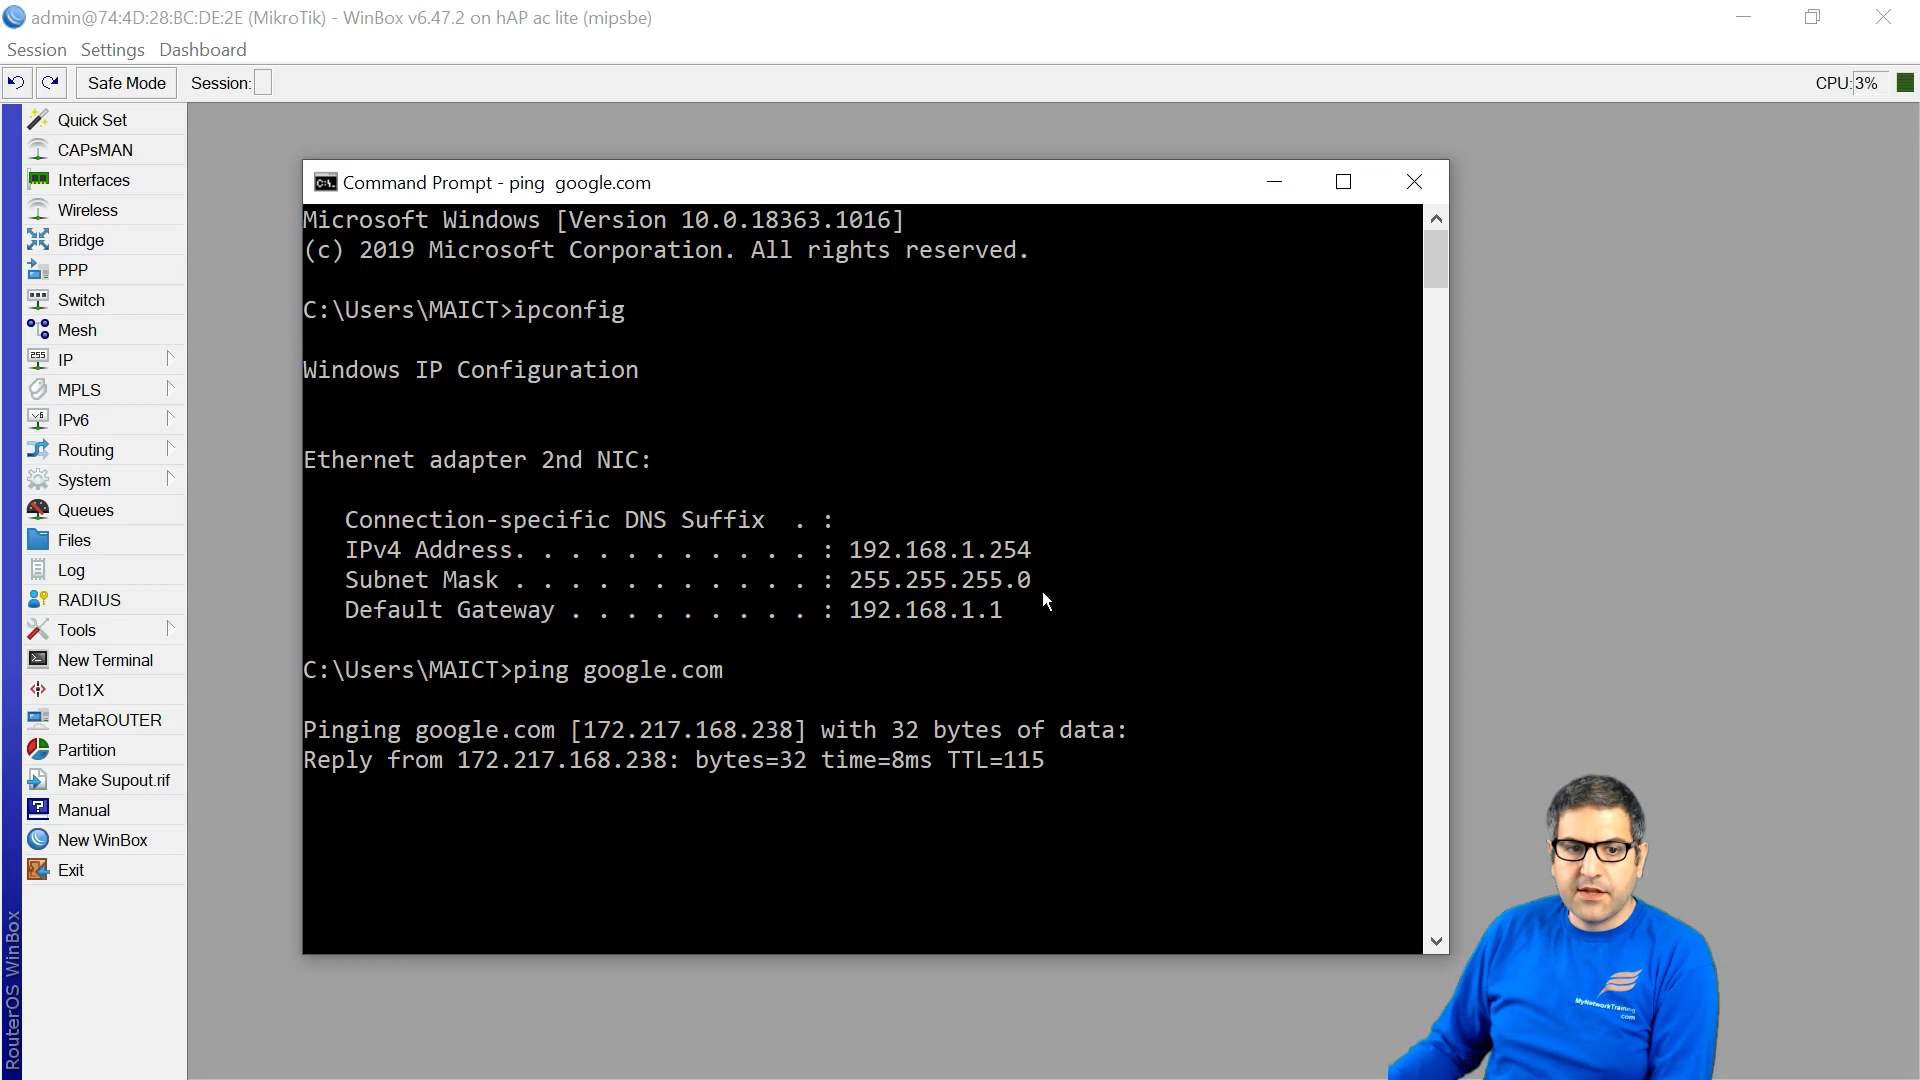 admin@74:4D:28:BC:DE:2E (MikroTik) - WinBox v6.47.2 on hAP ac lite (mipsbe)
Session Settings Dashboard
Safe Mode Session: CPU: 3%
Quick Set
CAPsMAN
Interfaces
Wireless
Bridge
PPP
Switch
Mesh
IP
MPLS
IPv6
Routing
System
Queues
Files
Log
RADIUS
Tools
New Terminal
Dot1X
MetaROUTER
Partition
Make Supout.rif
Manual
New WinBox
Exit
RouterOS WinBox
Command Prompt - ping  google.com
Microsoft Windows [Version 10.0.18363.1016]
(c) 2019 Microsoft Corporation. All rights reserved.
C:\Users\MAICT>ipconfig
Windows IP Configuration
Ethernet adapter 2nd NIC:
Connection-specific DNS Suffix  . :
IPv4 Address. . . . . . . . . . . : 192.168.1.254
Subnet Mask . . . . . . . . . . . : 255.255.255.0
Default Gateway . . . . . . . . . : 192.168.1.1
C:\Users\MAICT>ping google.com
Pinging google.com [172.217.168.238] with 32 bytes of data:
Reply from 172.217.168.238: bytes=32 time=8ms TTL=115
MyNetworkTraining
.com